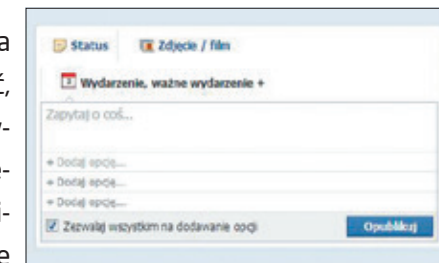 a
Status Zdjęcie / film
ć,
Wydarzenie, ważne wydarzenie +
Zapytaj o coś...
y-
+ Dodaj opcję...
e-
+ Dodaj opcję...
i-
+ Dodaj opcję...
Zezwalaj wszystkim na dodawanie opcji Opublikuj
e